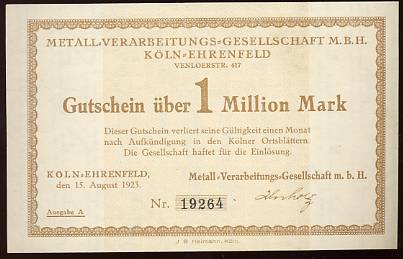 METALL=VERARBEITUNGS=GESELLSCHAFT M.B.H.
KÖLN=EHRENFELD
VENLOERSTR. 417
Gutschein über 1 Million Mark
Dieser Gutschein verliert seine Gültigkeit einen Monat
nach Aufkündigung in den Kölner Ortsblättern.
Die Gesellschaft haftet für die Einlösung.
KÖLN=EHRENFELD,
den 15. August 1923.
Metall=Verarbeitungs=Gesellschaft m. b. H.
Ausgabe A
Nr. 19264
J. B. Heimann, Köln.